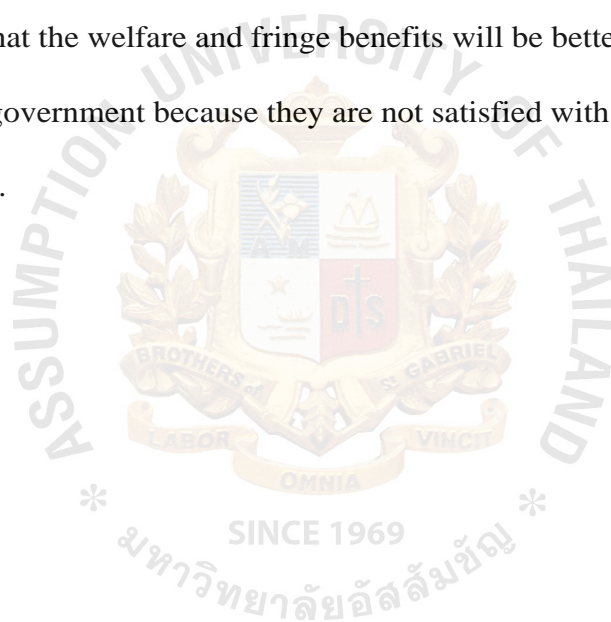 hat the welfare and fringe benefits will be bette
government because they are not satisfied with
.
ASSUMPTION UNIVERSITY OF THAILAND
A M
D S
BROTHERS of St GABRIEL
LABOR
VINCIT
OMNIA
SINCE 1969
* มหาวิทยาลัยอัสสัมชัญ *